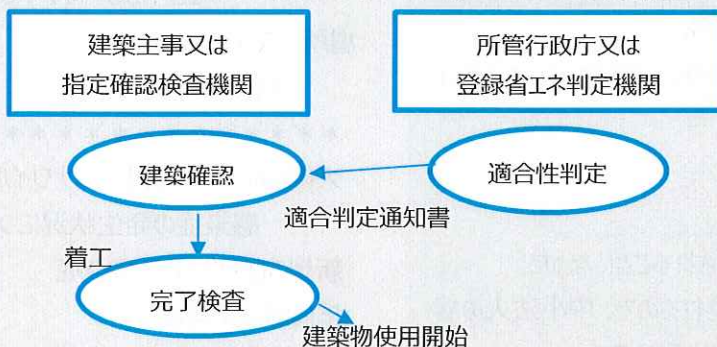 建築主事又は
指定確認検査機関
所管行政庁又は
登録省エネ判定機関
建築確認
適合性判定
適合判定通知書
着工
完了検査
建築物使用開始